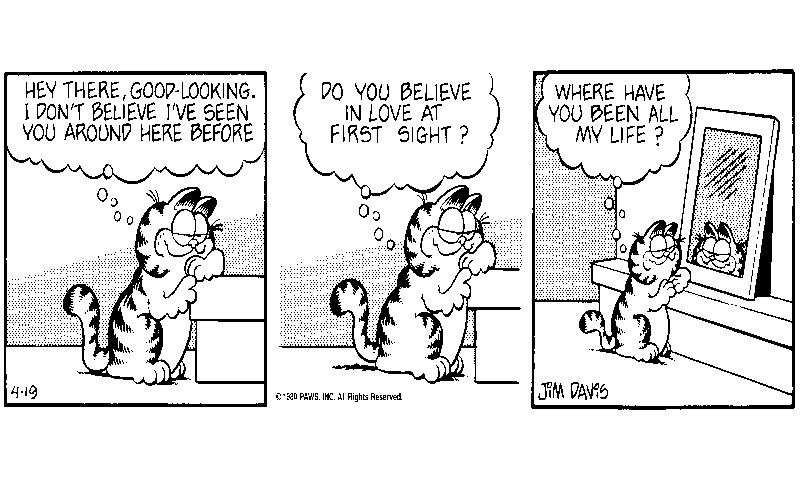 HEY THERE, GOOD-LOOKING.
I DON'T BELIEVE I'VE SEEN
YOU AROUND HERE BEFORE
4-19
DO YOU BELIEVE
IN LOVE AT
FIRST SIGHT?
© 1980 PAWS, INC. All Rights Reserved.
WHERE HAVE
YOU BEEN ALL
MY LIFE?
JIM DAVIS